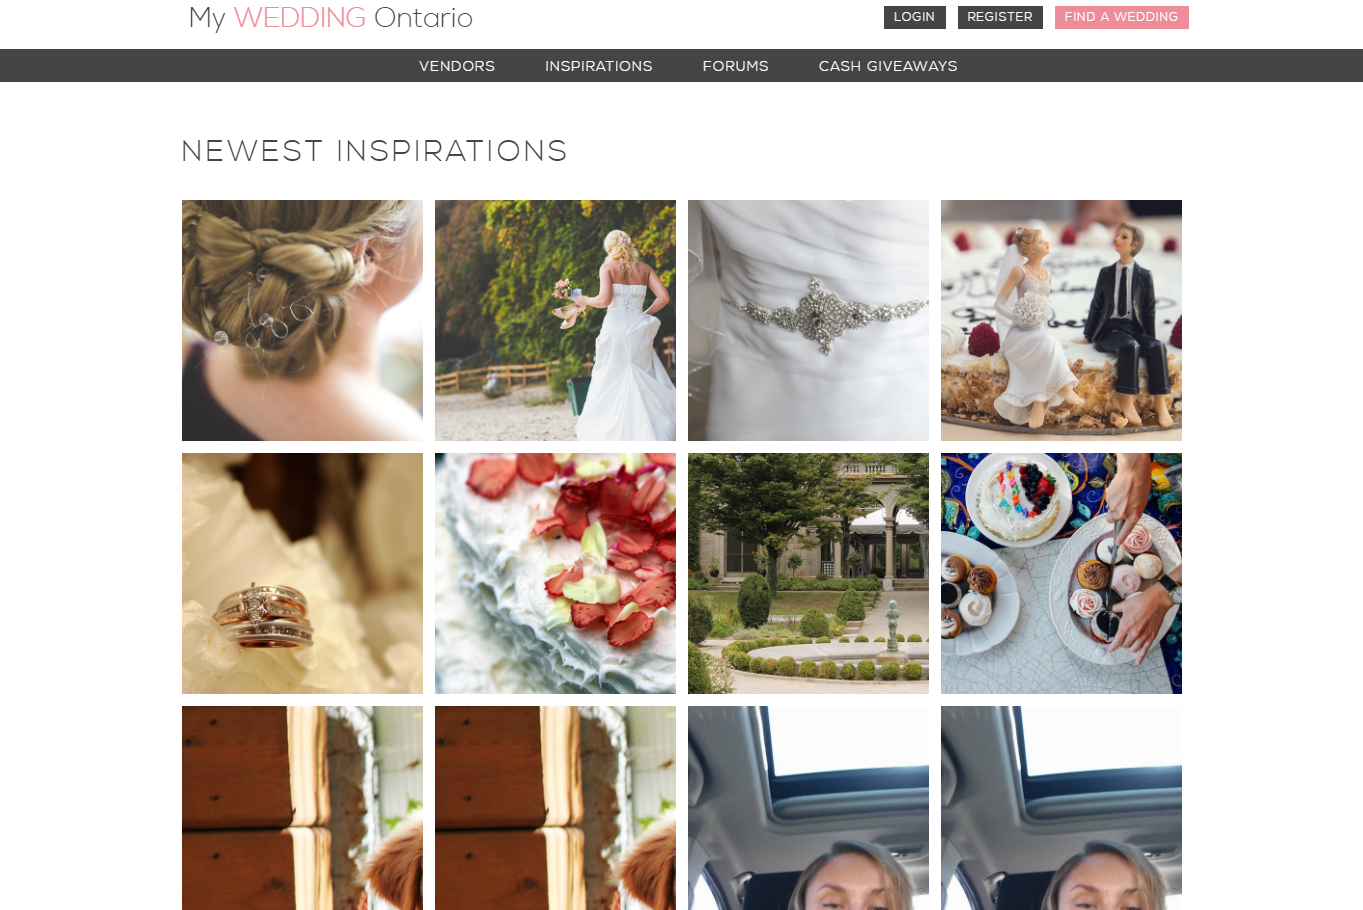 My WEDDING Ontario
LOGIN
REGISTER
FIND A WEDDING
VENDORS
INSPIRATIONS
FORUMS
CASH GIVEAWAYS
NEWEST INSPIRATIONS